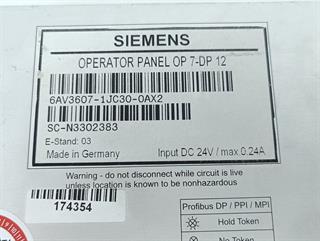 SIEMENS
OPERATOR PANEL OP 7-DP 12
6AV3607-1JC30-0AX2
SC-N3302383
E-Stand: 03
Made in Germany
Input DC 24V / max.0.24A
Warning - do not disconnect while circuit is live
unless location is known to be nonhazardous
174354
Profibus DP / PPI / MPI
Hold Token
No Token